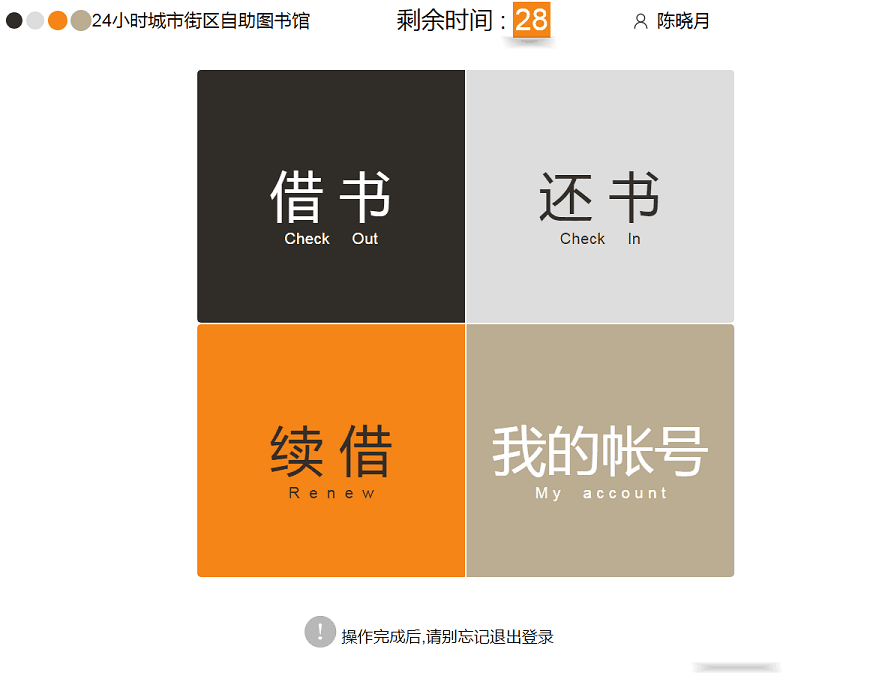 24小时城市街区自助图书馆
剩余时间 : 28
陈晓月
借 书
Check Out
还 书
Check In
续 借
Renew
我的帐号
My account
! 操作完成后,请别忘记退出登录